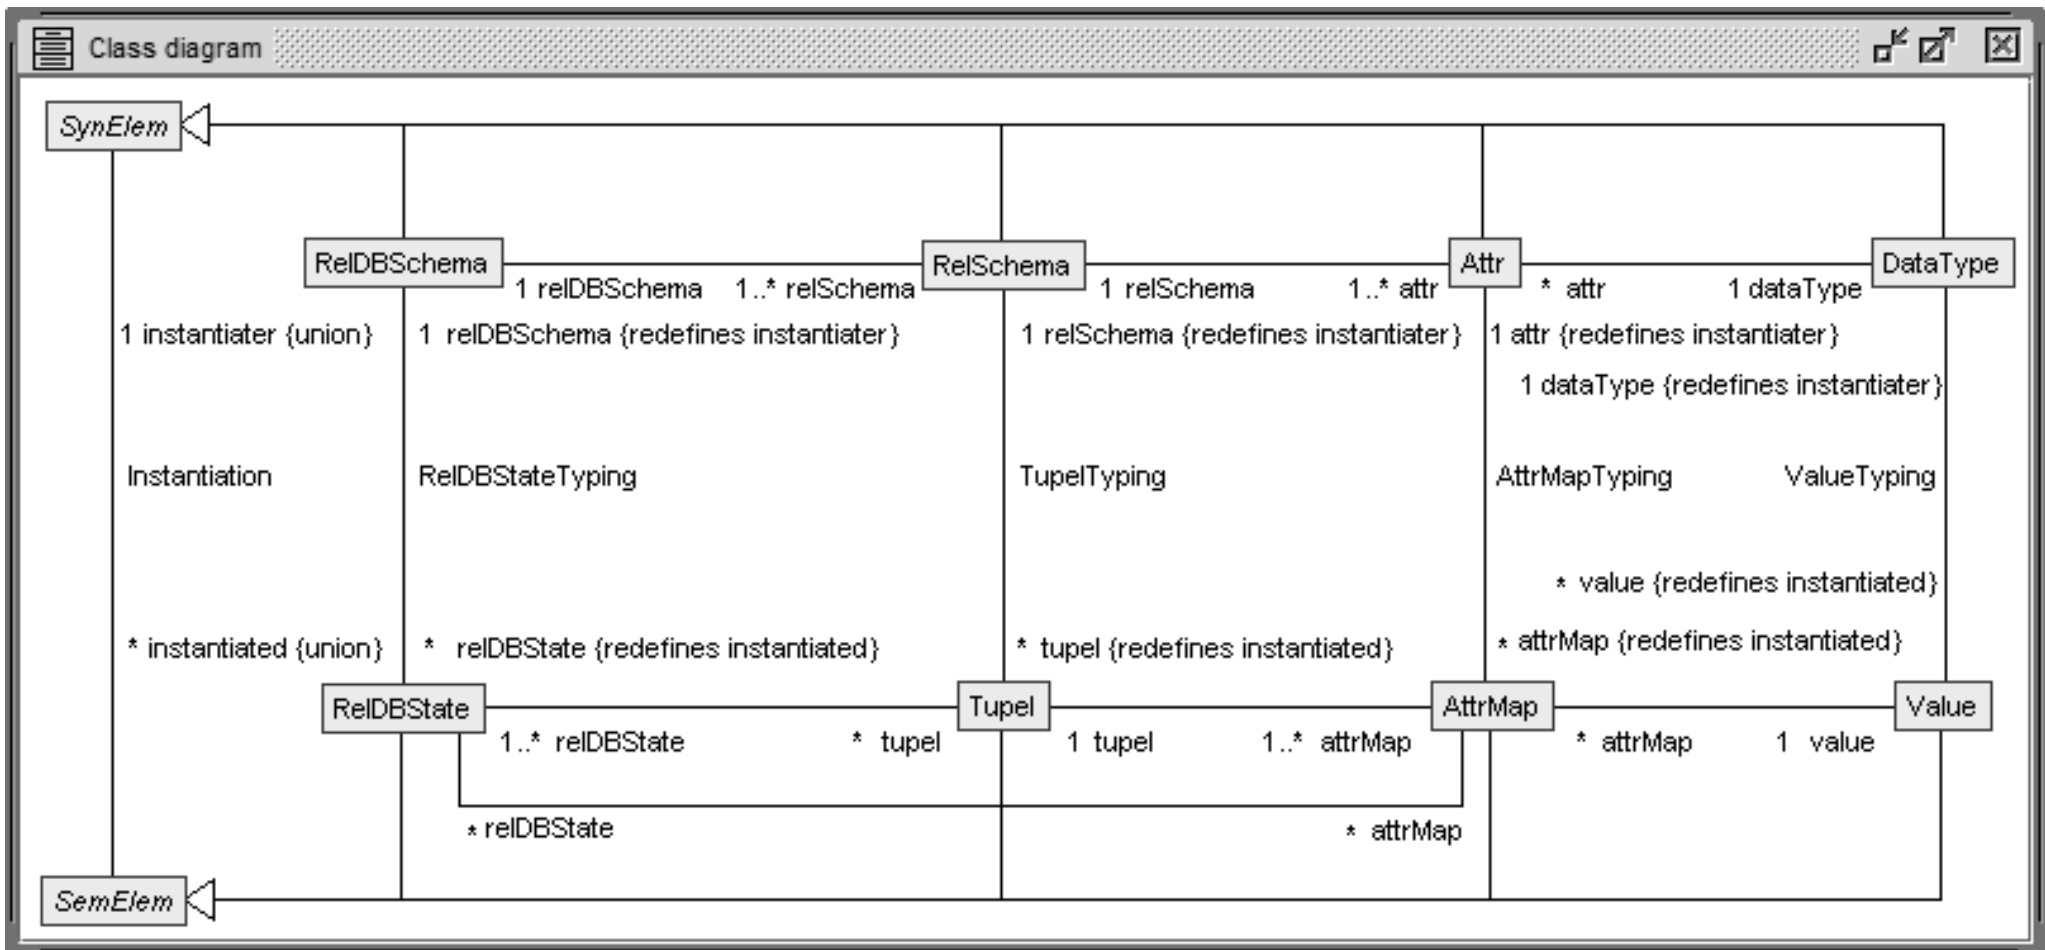 Class diagram
SynElem
RelDBSchema
RelSchema
Attr
DataType
1 relDBSchema
1..* relSchema
1 relSchema
1..* attr
* attr
1 dataType
1 instantiater {union}
1 relDBSchema {redefines instantiater}
1 relSchema {redefines instantiater}
1 attr {redefines instantiater}
1 dataType {redefines instantiater}
Instantiation
RelDBStateTyping
TupelTyping
AttrMapTyping
ValueTyping
* value {redefines instantiated}
* instantiated {union}
* relDBState {redefines instantiated}
* tupel {redefines instantiated}
* attrMap {redefines instantiated}
RelDBState
Tupel
AttrMap
Value
1..* relDBState
* tupel
1 tupel
1..* attrMap
* attrMap
1 value
* relDBState
* attrMap
SemElem